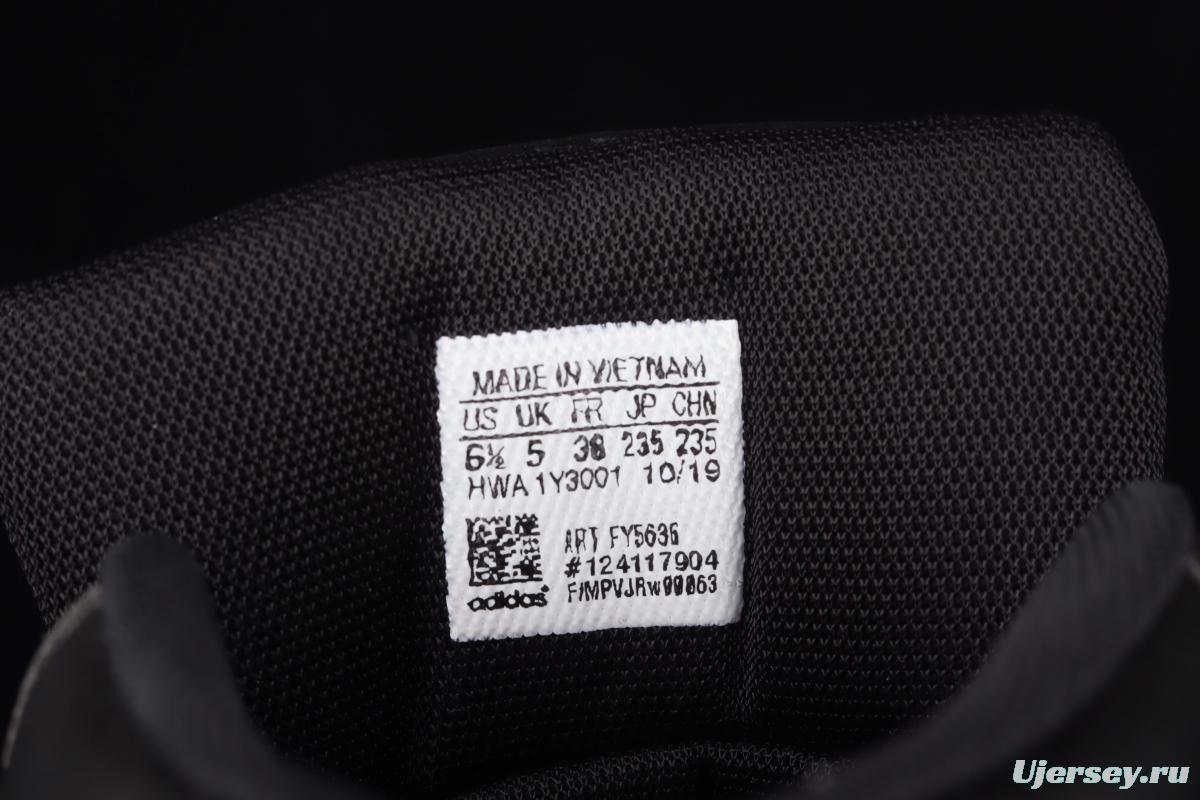 MADE IN VIETNAM
US UK FR JP CHN
6½ 5 38 235 235
HWA 1Y3001 10/19
ART FY5636
#124117904
adidas
Ujersey.ru